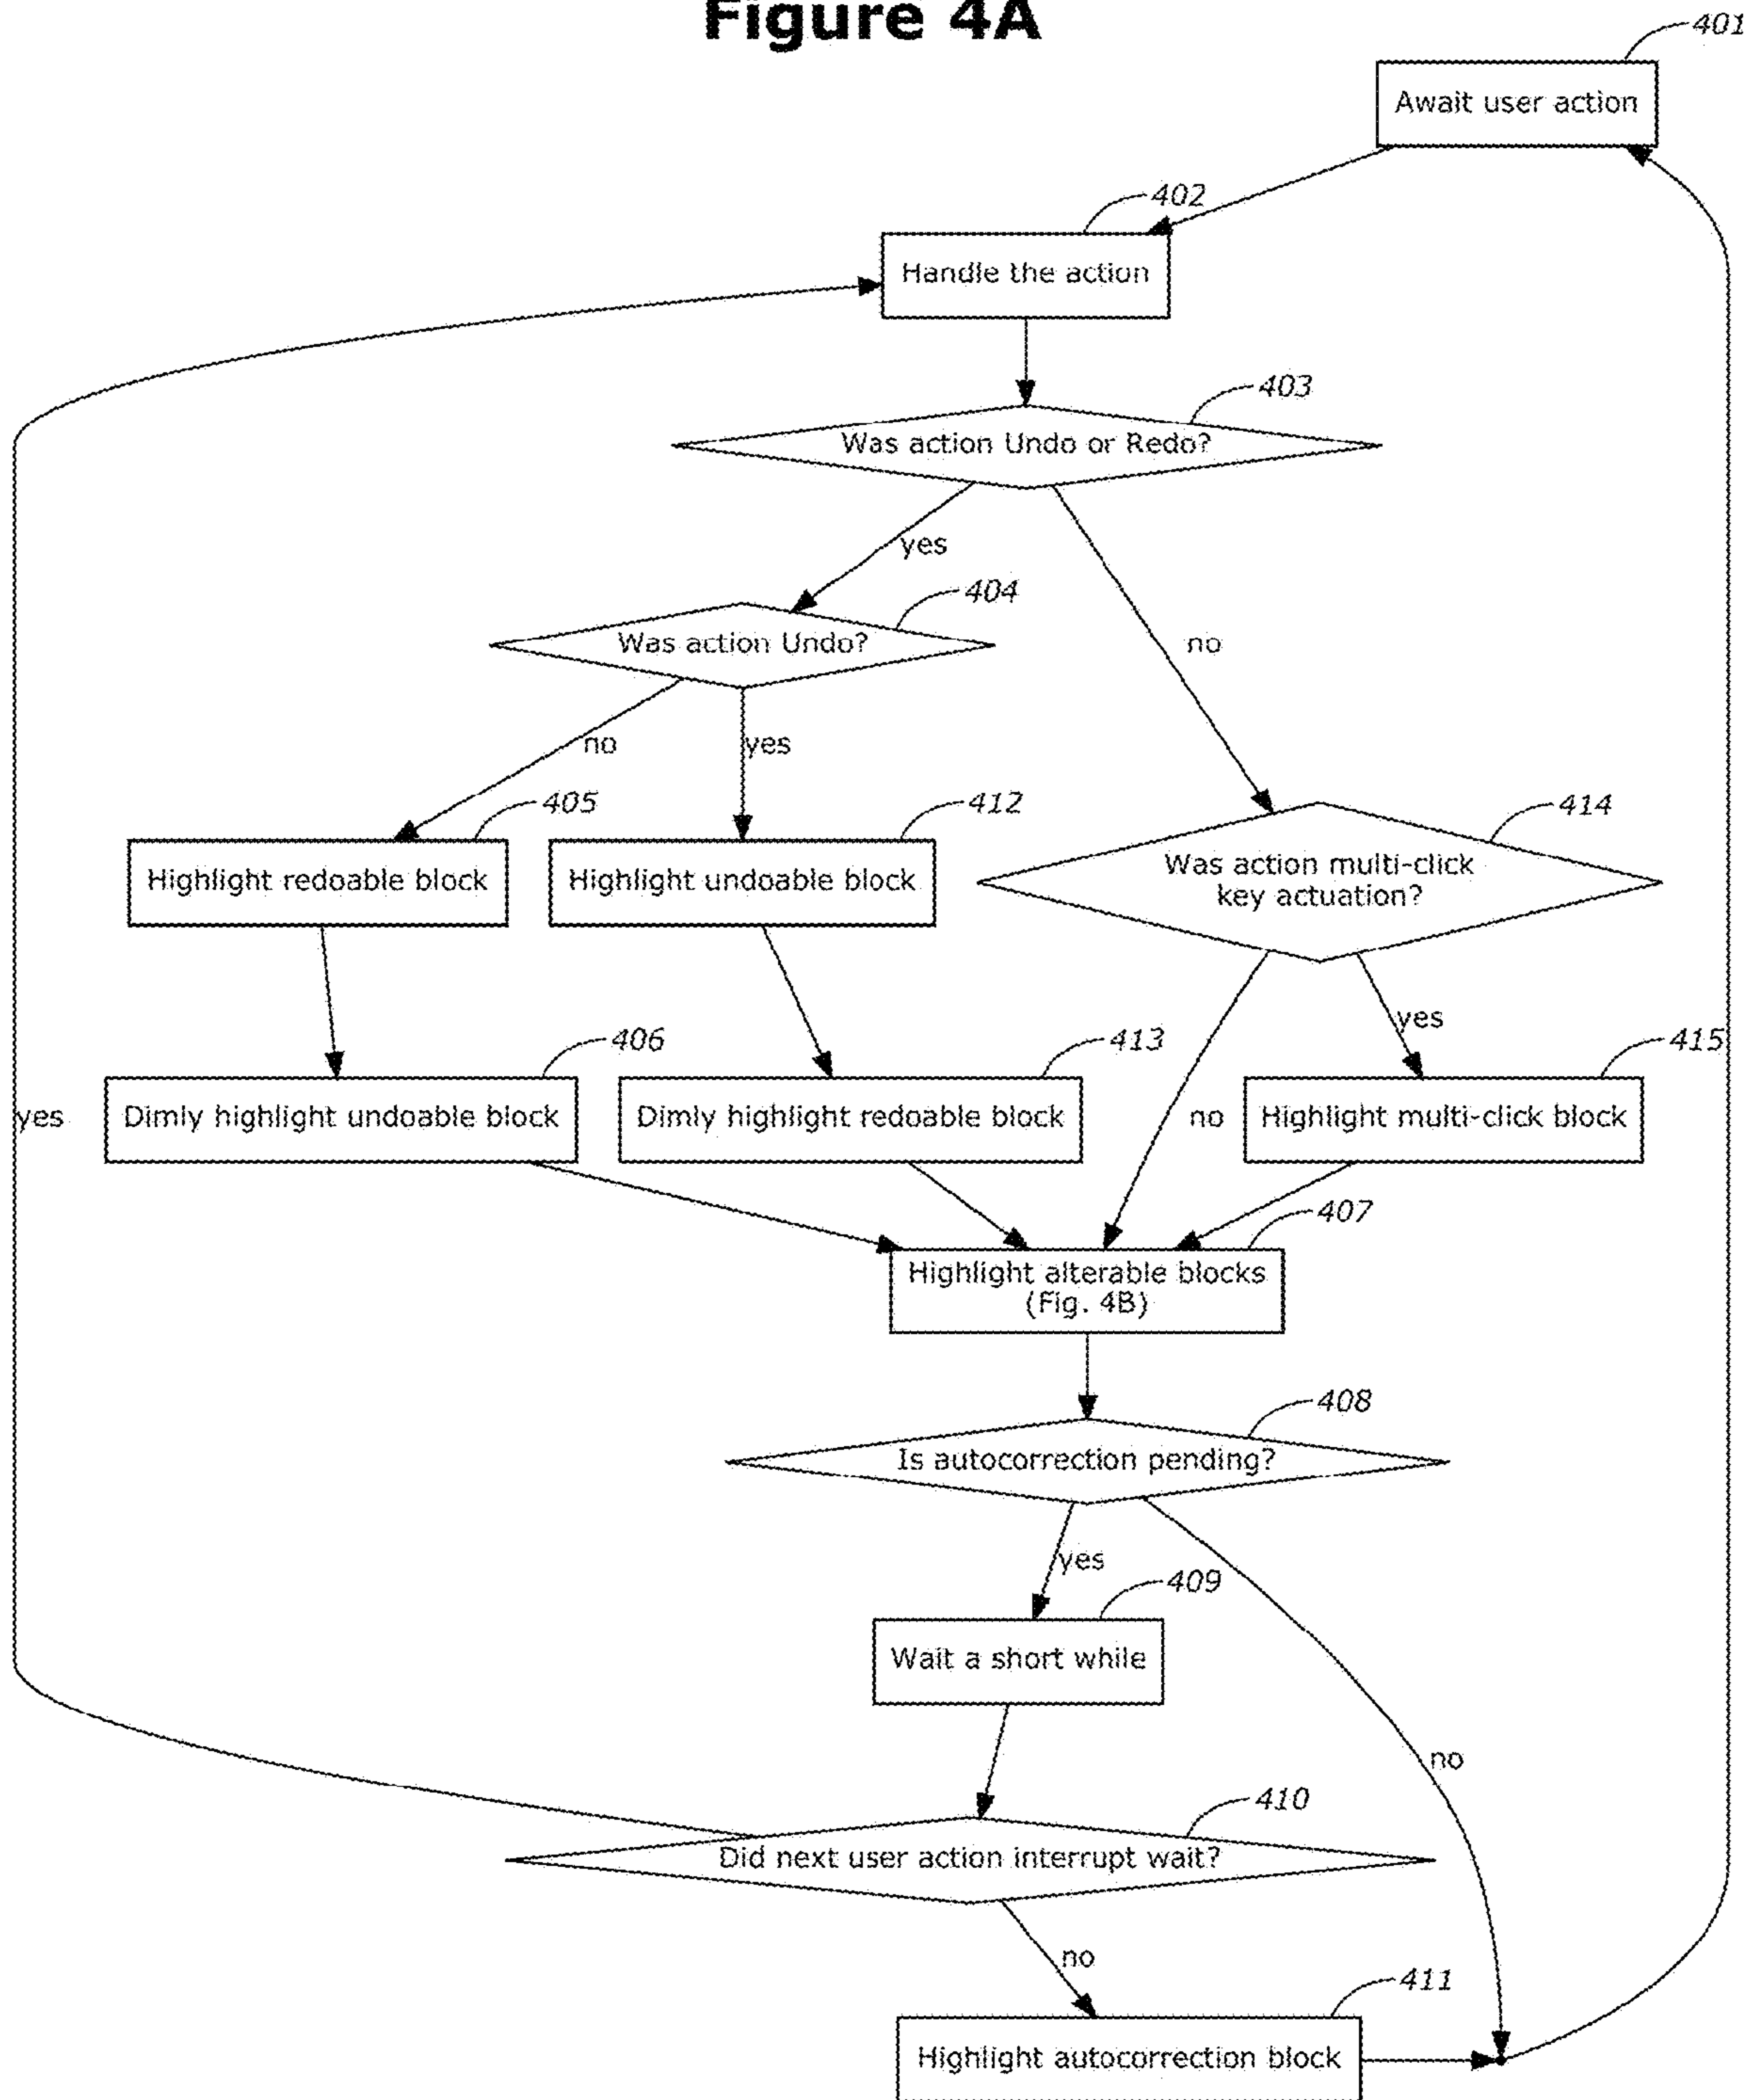 Figure 4A
401
Await user action
402
Handle the action
403
Was action Undo or Redo?
yes
404
Was action Undo?
no
no
yes
405
412
414
Highlight redoable block
Highlight undoable block
Was action multi-click
key actuation?
yes
406
413
415
yes
Dimly highlight undoable block
Dimly highlight redoable block
no
Highlight multi-click block
407
Highlight alterable blocks
(Fig. 4B)
408
Is autocorrection pending?
yes
409
Wait a short while
no
410
Did next user action interrupt wait?
no
411
Highlight autocorrection block